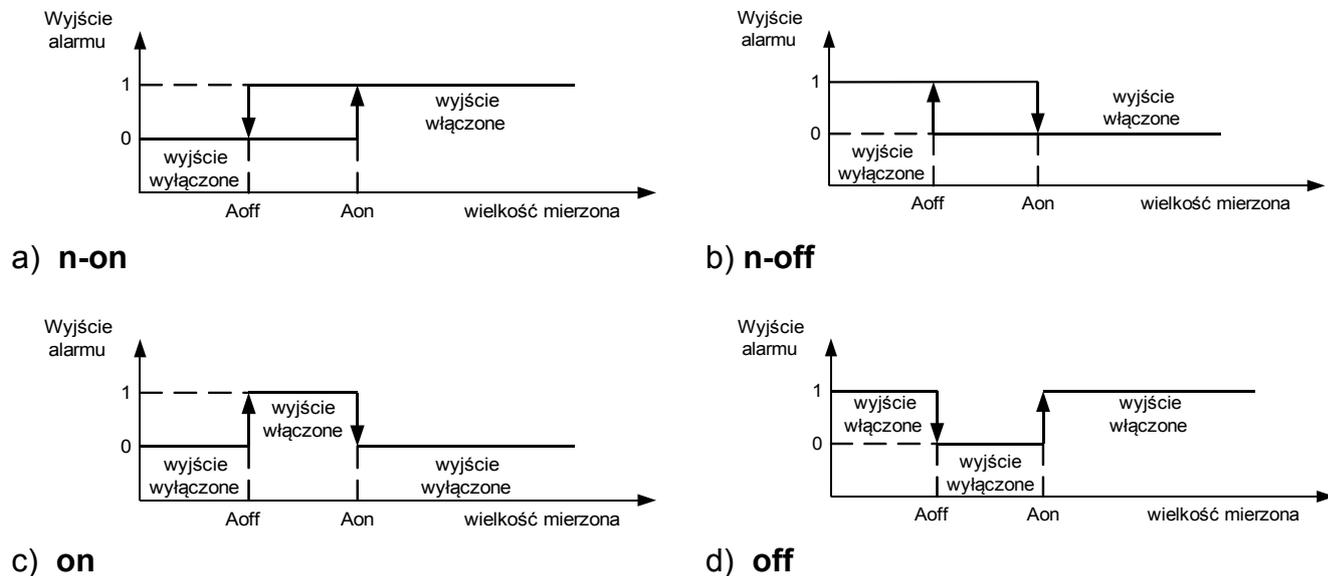 Wyjście
alarmu
1
0
wyjście
włączone
wyjście
wyłączone
Aoff
Aon
wielkość mierzona
a) n-on
Wyjście
alarmu
1
0
wyjście
włączone
wyjście
wyłączone
Aoff
Aon
wielkość mierzona
b) n-off
Wyjście
alarmu
1
0
wyjście
włączone
wyjście
wyłączone
wyjście
wyłączone
Aoff
Aon
wielkość mierzona
c) on
Wyjście
alarmu
1
0
wyjście
włączone
wyjście
włączone
wyjście
wyłączone
Aoff
Aon
wielkość mierzona
d) off